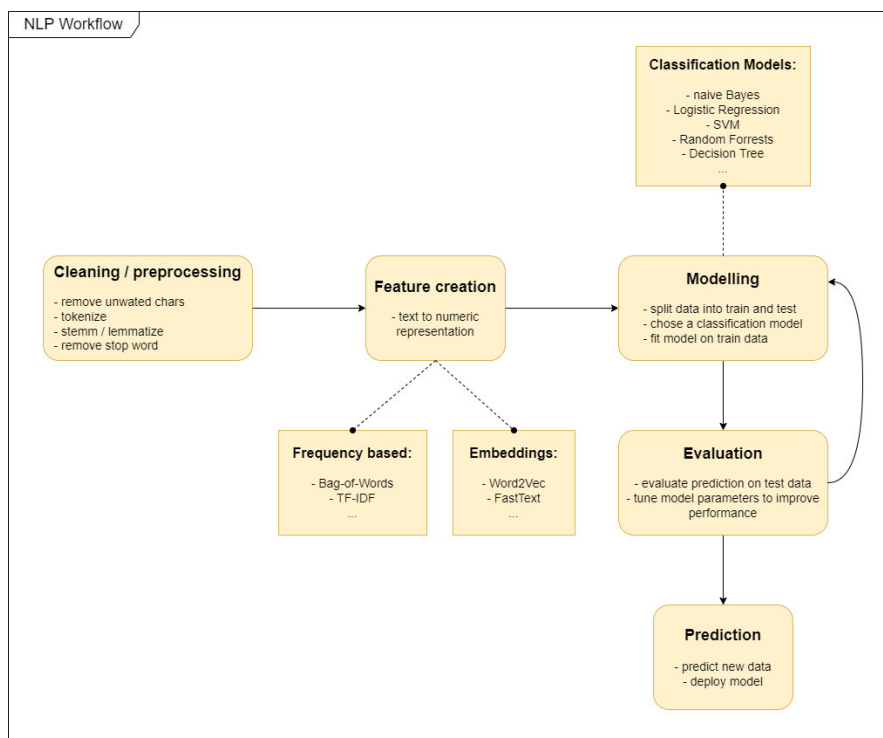 NLP Workflow
Classification Models:
- naive Bayes
- Logistic Regression
- SVM
- Random Forrests
- Decision Tree
...
Cleaning / preprocessing
- remove unwated chars
- tokenize
- stemm / lemmatize
- remove stop word
Feature creation
- text to numeric
representation
Modelling
- split data into train and test
- chose a classification model
- fit model on train data
Frequency based:
- Bag-of-Words
- TF-IDF
...
Embeddings:
- Word2Vec
- FastText
...
Evaluation
- evaluate prediction on test data
- tune model parameters to improve
performance
Prediction
- predict new data
- deploy model